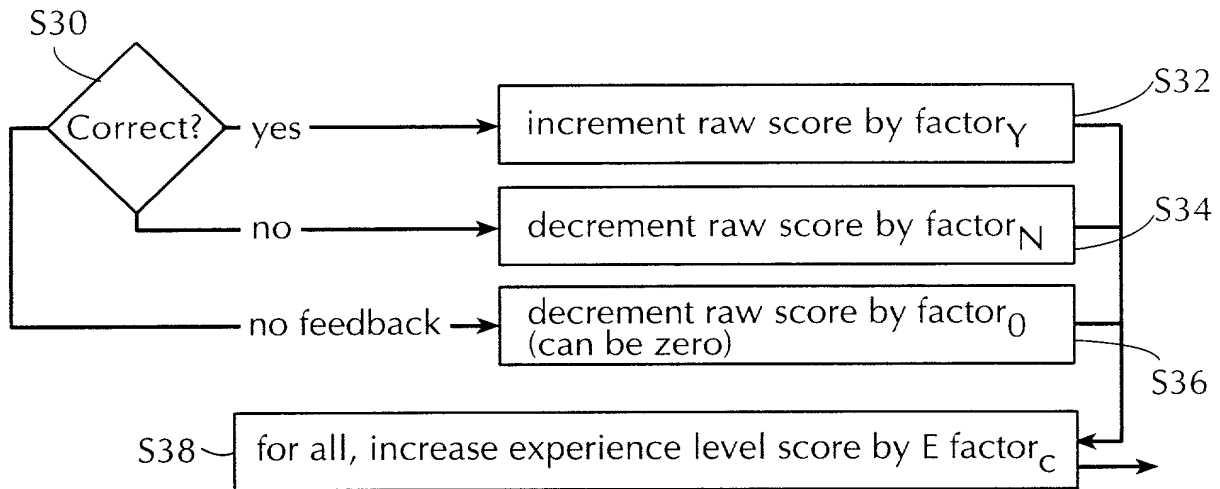 S30
Correct?
yes
increment raw score by factorY
S32
no
decrement raw score by factorN
S34
no feedback
decrement raw score by factor0
(can be zero)
S36
S38
for all, increase experience level score by E factorc